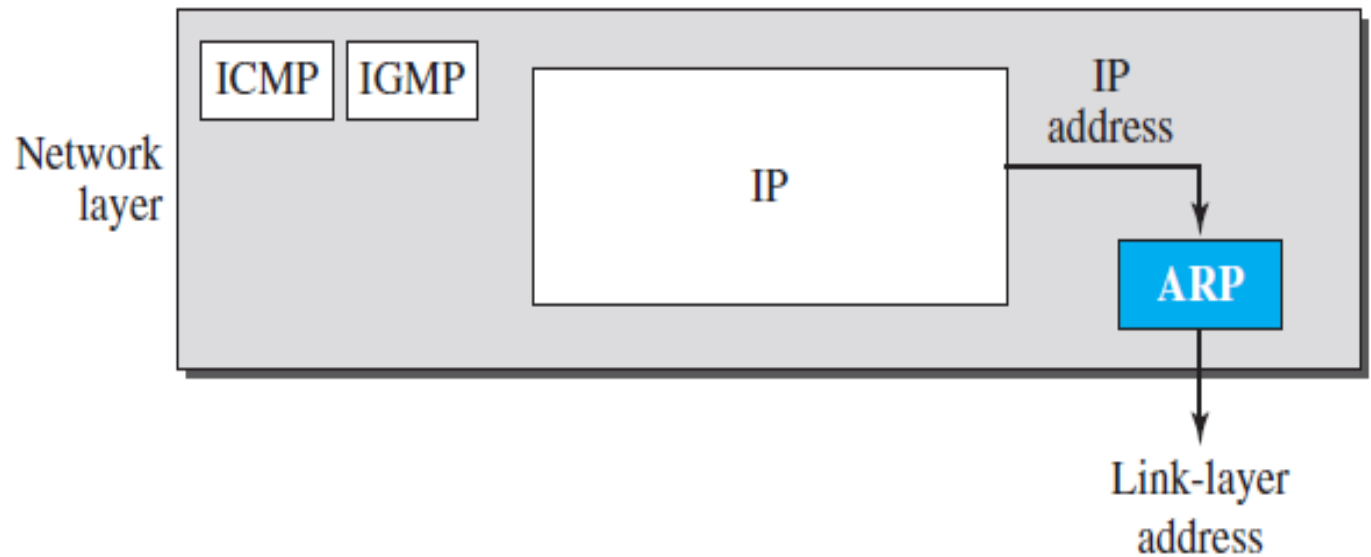 ICMP
IGMP
IP
address
Network
layer
IP
ARP
Link-layer
address